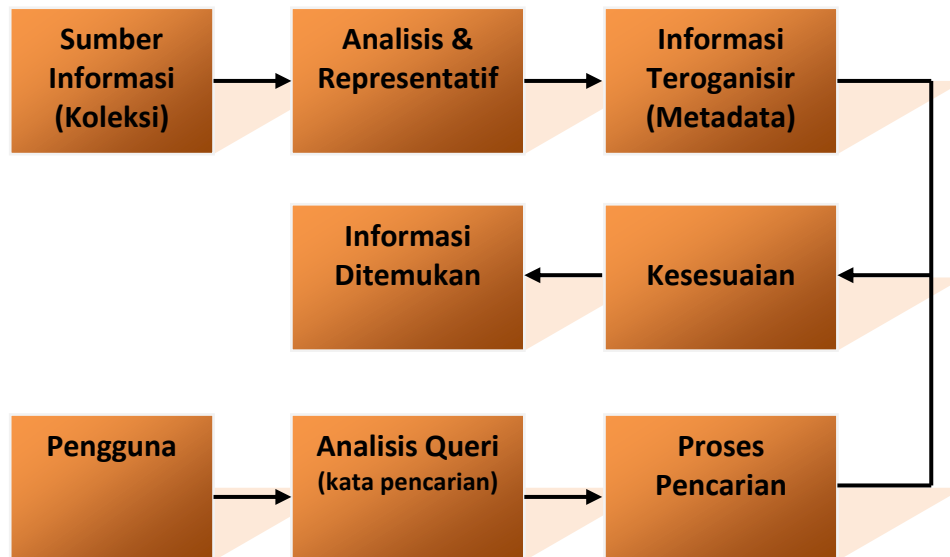 Sumber
Informasi
(Koleksi)
Analisis &
Representatif
Informasi
Teroganisir
(Metadata)
Informasi
Ditemukan
Kesesuaian
Pengguna
Analisis Queri
(kata pencarian)
Proses
Pencarian